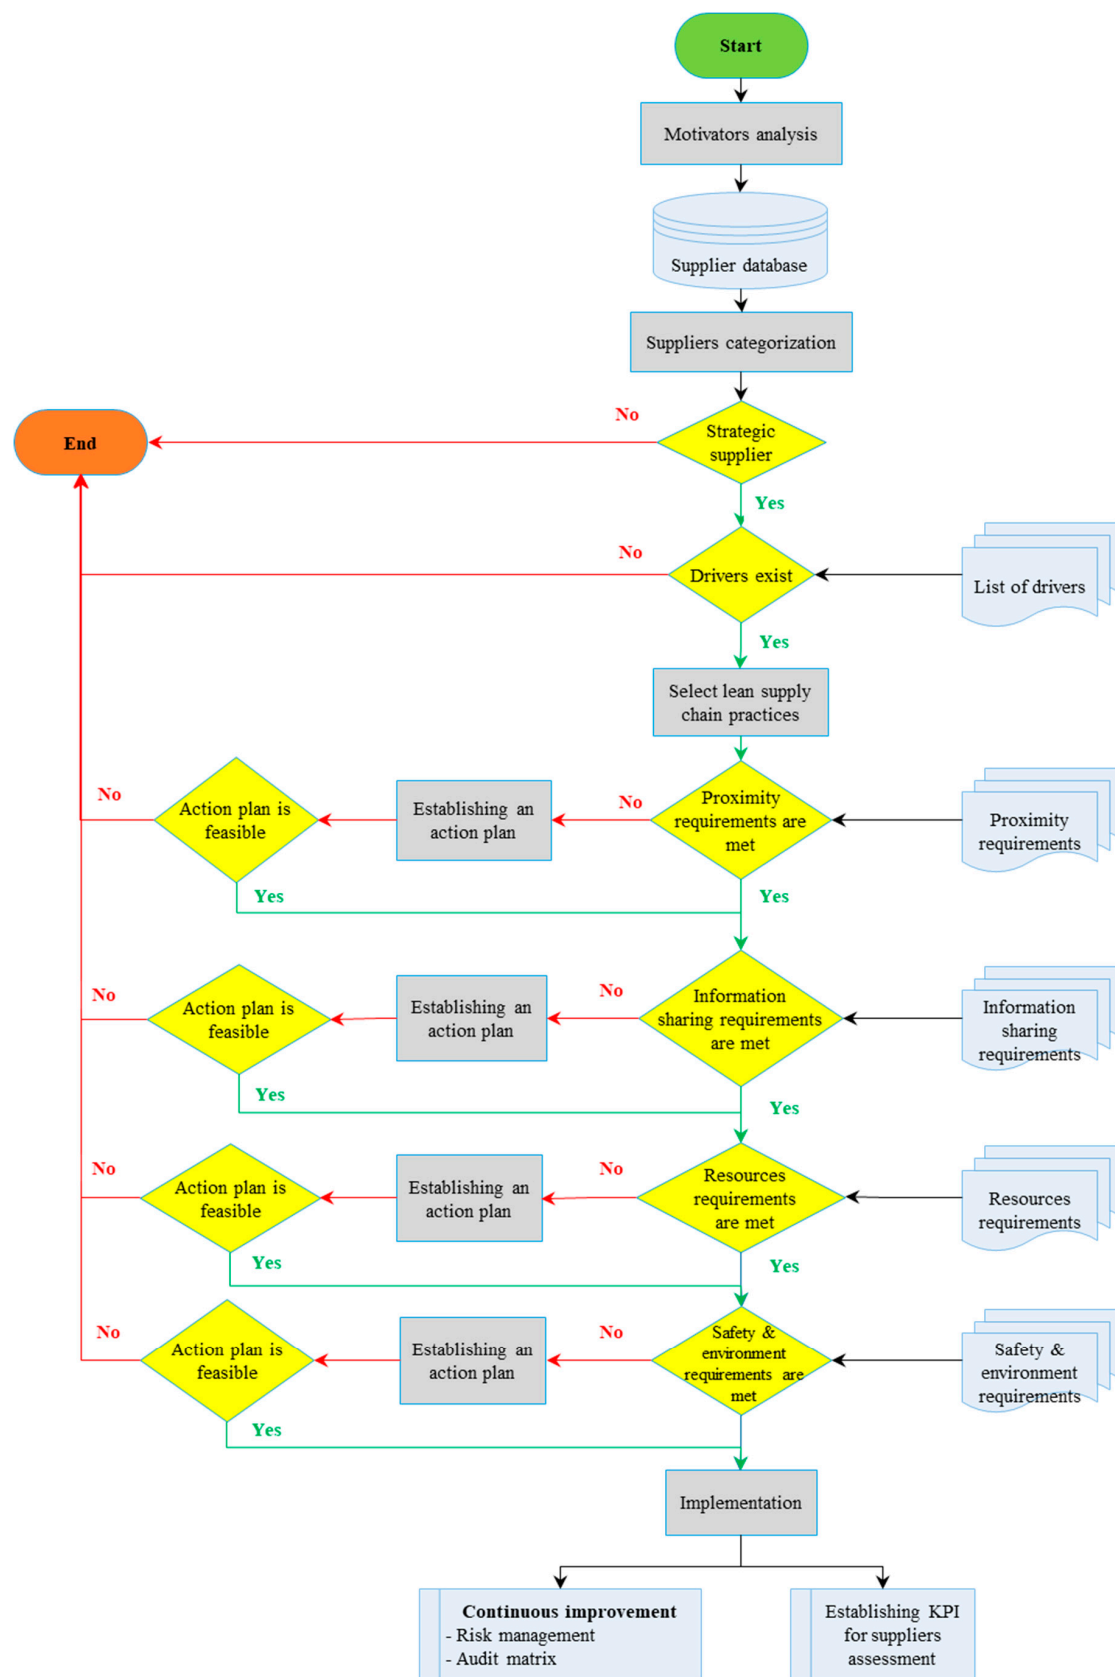 Start
Motivators analysis
Supplier database
Suppliers categorization
No
Strategic
supplier
End
Yes
No
Drivers exist
List of drivers
Yes
Select lean supply
chain practices
No
Action plan is
feasible
Establishing an
action plan
No
Proximity
requirements are
met
Proximity
requirements
Yes
Yes
No
Action plan is
feasible
Establishing an
action plan
No
Information
sharing requirements
are met
Information
sharing
requirements
Yes
Yes
No
Action plan is
feasible
Establishing an
action plan
No
Resources
requirements
are met
Resources
requirements
Yes
Yes
No
Action plan is
feasible
Establishing an
action plan
No
Safety &
environment
requirements are
met
Safety &
environment
requirements
Yes
Implementation
Continuous improvement
- Risk management
- Audit matrix
Establishing KPI
for suppliers
assessment